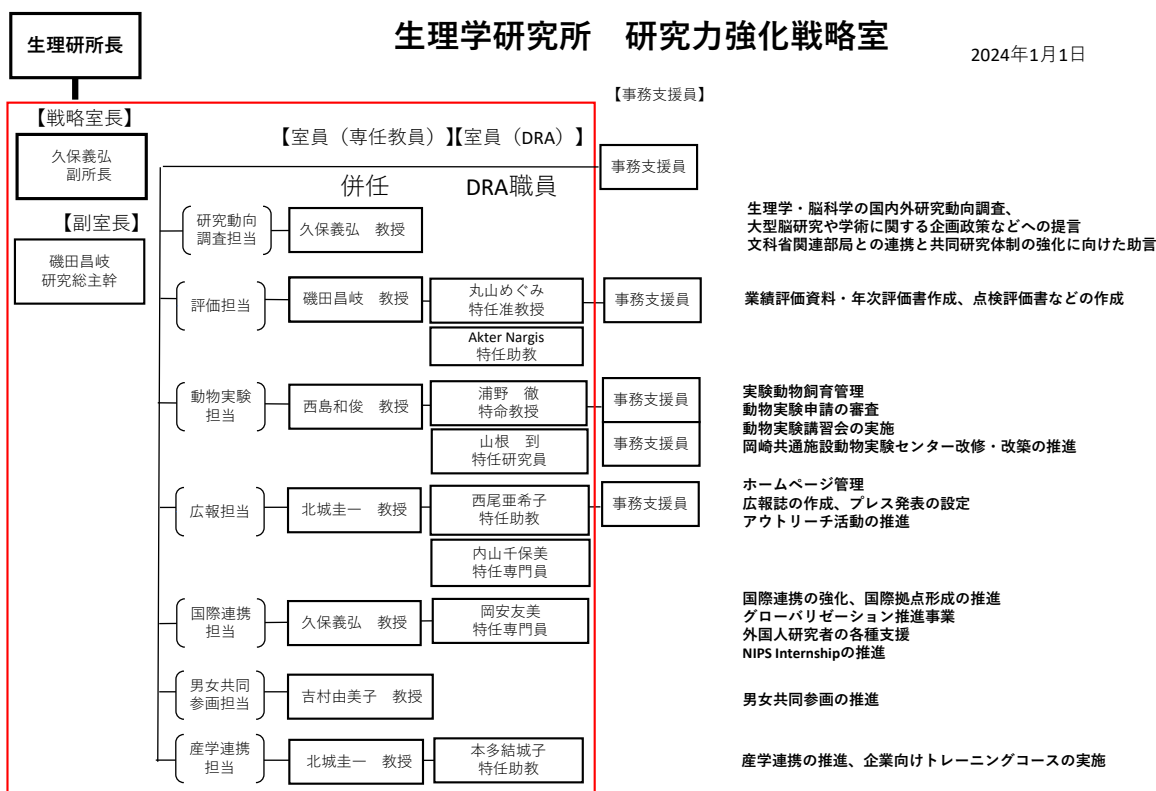 生理学研究所　研究力強化戦略室
2024年1月1日
生理研所長
【事務支援員】
【戦略室長】
久保義弘
副所長
【室員（専任教員）】【室員（DRA）】
併任
DRA職員
事務支援員
【副室長】
磯田昌岐
研究総主幹
研究動向
調査担当
久保義弘　教授
生理学・脳科学の国内外研究動向調査、
大型脳研究や学術に関する企画政策などへの提言
文科省関連部局との連携と共同研究体制の強化に向けた助言
評価担当
磯田昌岐　教授
丸山めぐみ
特任准教授
事務支援員
業績評価資料・年次評価書作成、点検評価書などの作成
Akter Nargis
特任助教
動物実験
担当
西島和俊　教授
浦野　徹
特命教授
事務支援員
山根　到
特任研究員
事務支援員
実験動物飼育管理
動物実験申請の審査
動物実験講習会の実施
岡崎共通施設動物実験センター改修・改築の推進
広報担当
北城圭一　教授
西尾亜希子
特任助教
事務支援員
ホームページ管理
広報誌の作成、プレス発表の設定
アウトリーチ活動の推進
内山千保美
特任専門員
国際連携
担当
久保義弘　教授
岡安友美
特任専門員
国際連携の強化、国際拠点形成の推進
グローバリゼーション推進事業
外国人研究者の各種支援
NIPS Internshipの推進
男女共同
参画担当
吉村由美子　教授
男女共同参画の推進
産学連携
担当
北城圭一　教授
本多結城子
特任助教
産学連携の推進、企業向けトレーニングコースの実施